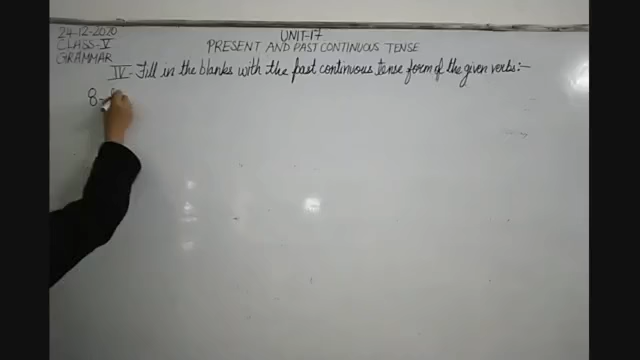 24-12-2020
CLASS-V
GRAMMAR
UNIT-17
PRESENT AND PAST CONTINUOUS TENSE
IV- Fill in the blanks with the past continuous tense form of the given verbs:-
8-